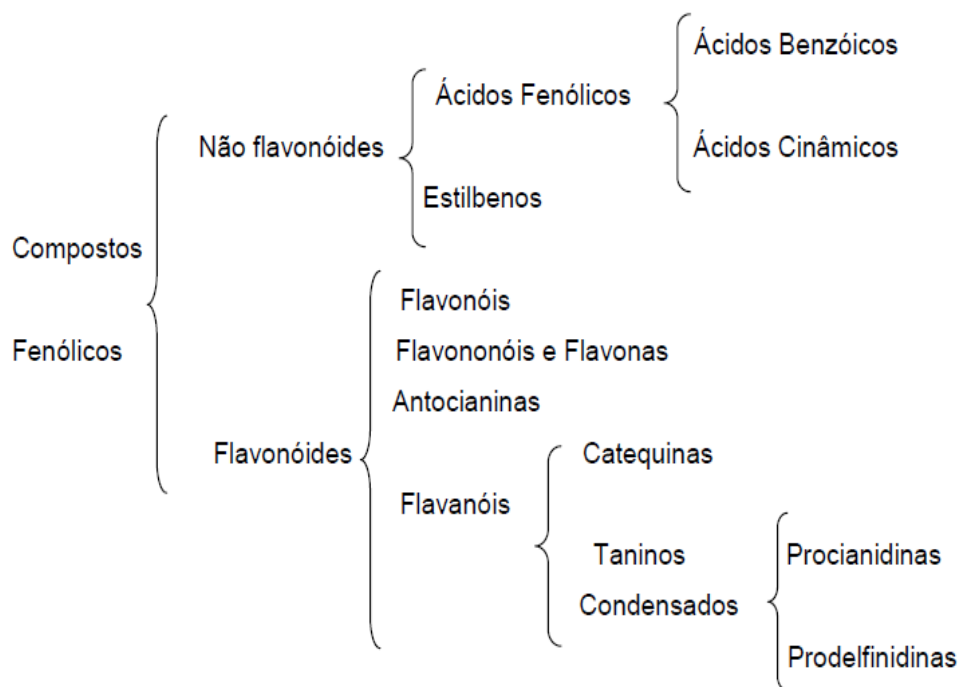 Compostos
Fenólicos
Não flavonóides
Ácidos Fenólicos
Ácidos Benzóicos
Ácidos Cinâmicos
Estilbenos
Flavonóides
Flavonóis
Flavononóis e Flavonas
Antocianinas
Flavanóis
Catequinas
Taninos
Condensados
Procianidinas
Prodelfinidinas